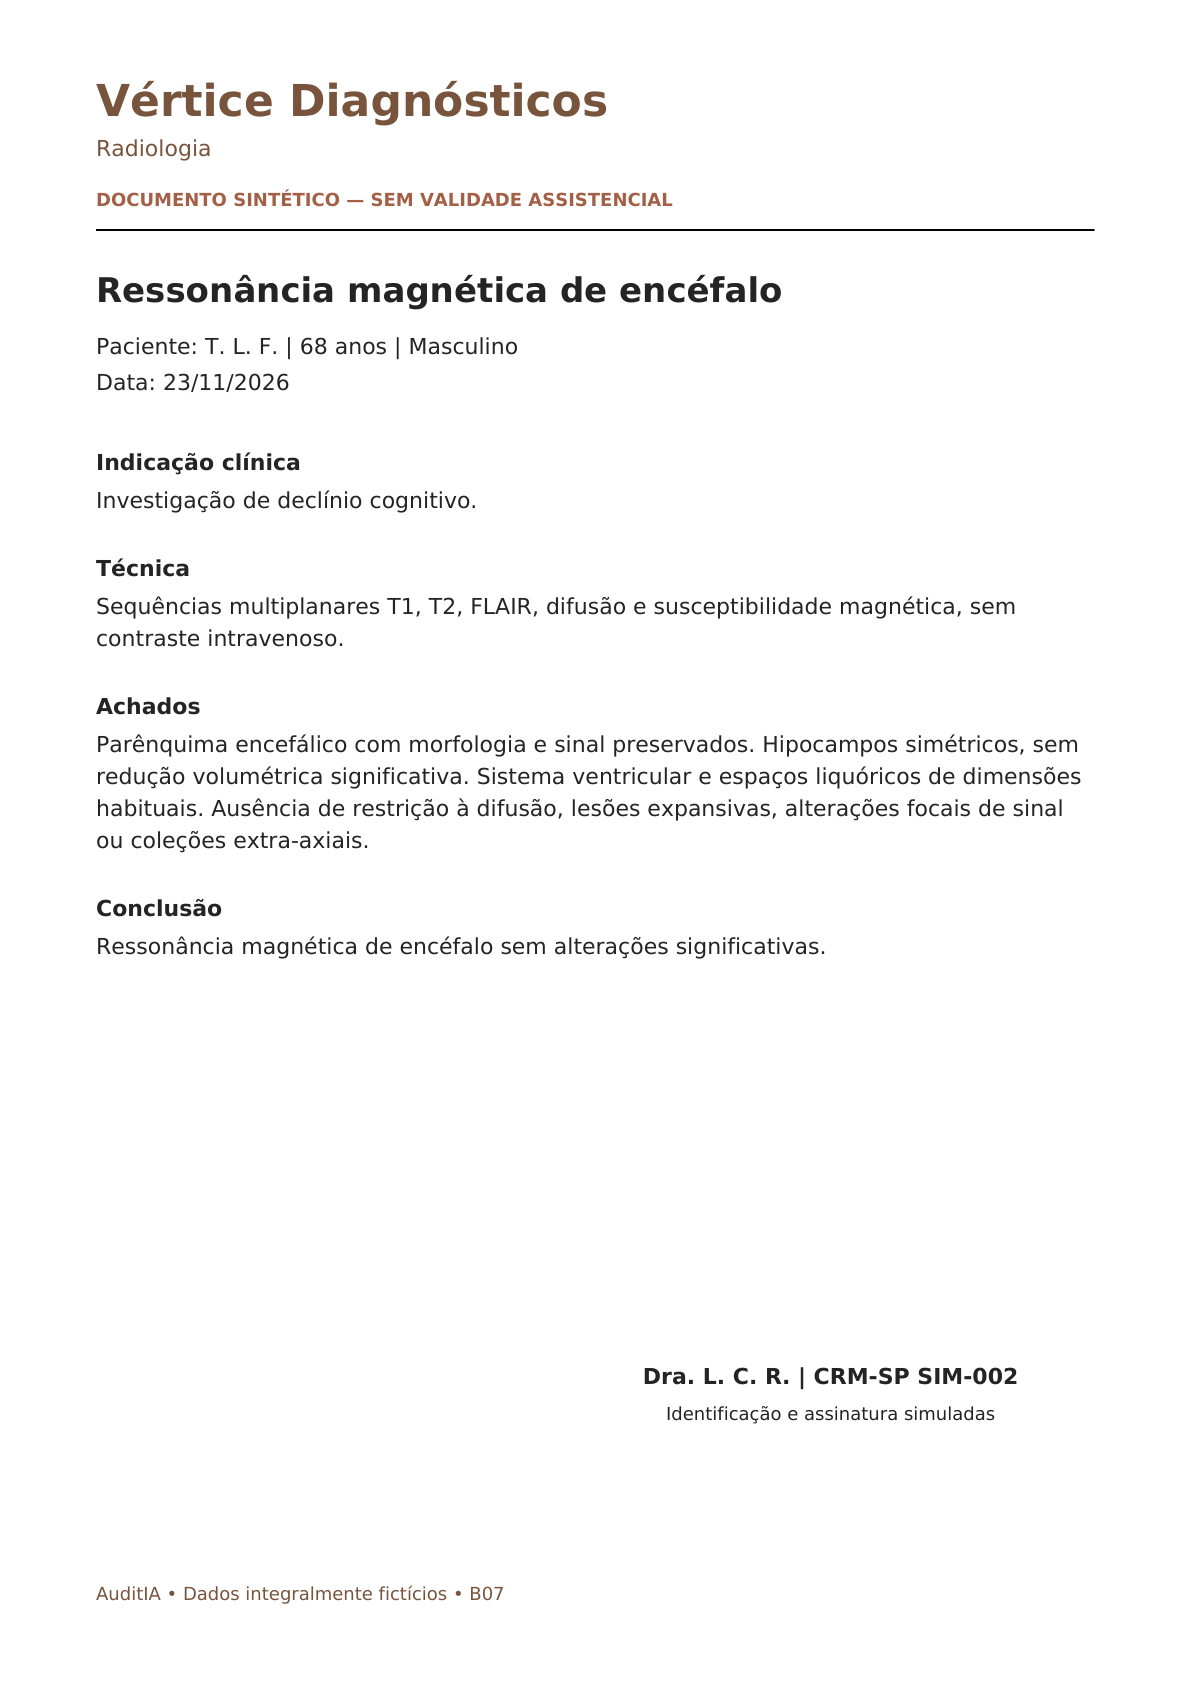 Vértice Diagnósticos
Radiologia
DOCUMENTO SINTÉTICO — SEM VALIDADE ASSISTENCIAL
Ressonância magnética de encéfalo
Paciente: T. L. F. | 68 anos | Masculino
Data: 23/11/2026
Indicação clínica
Investigação de declínio cognitivo.
Técnica
Sequências multiplanares T1, T2, FLAIR, difusão e susceptibilidade magnética, sem
contraste intravenoso.
Achados
Parênquima encefálico com morfologia e sinal preservados. Hipocampos simétricos, sem
redução volumétrica significativa. Sistema ventricular e espaços liquóricos de dimensões
habituais. Ausência de restrição à difusão, lesões expansivas, alterações focais de sinal
ou coleções extra-axiais.
Conclusão
Ressonância magnética de encéfalo sem alterações significativas.
Dra. L. C. R. | CRM-SP SIM-002
Identificação e assinatura simuladas
AuditIA • Dados integralmente fictícios • B07